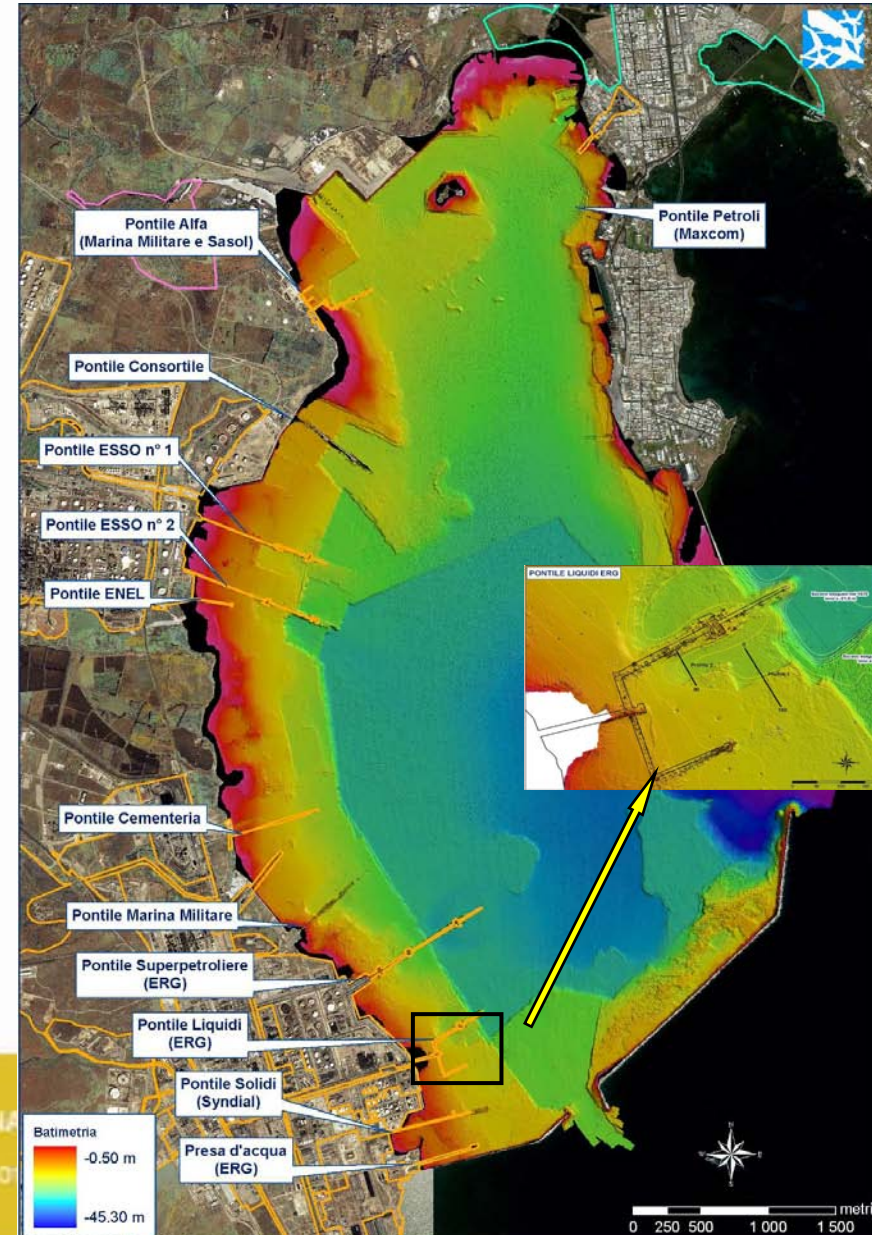 Pontile Alfa
(Marina Militare e Sasol)
Pontile Petroli
(Maxcom)
Pontile Consortile
Pontile ESSO n° 1
Pontile ESSO n° 2
Pontile ENEL
PONTILE LIQUIDI ERG
Pontile Cementeria
Pontile Marina Militare
Pontile Superpetroliere
(ERG)
Pontile Liquidi
(ERG)
Pontile Solidi
(Syndial)
Presa d'acqua
(ERG)
Batimetria
-0.50 m
-45.30 m
N
W
E
S
metri
0 250 500 1 000 1 500